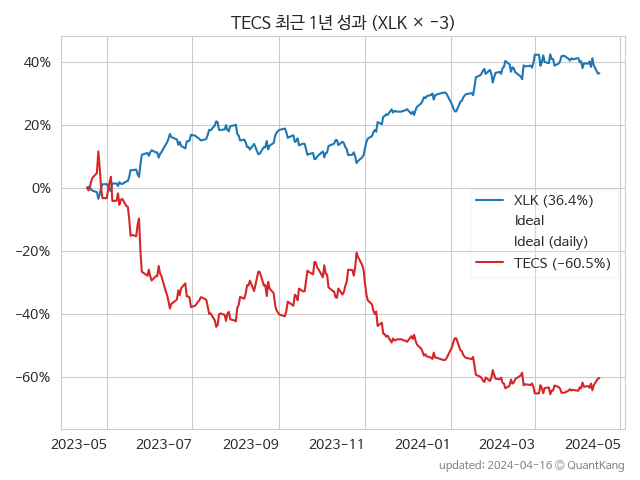 TECS 최근 1년 성과 (XLK × −3)
40%
20%
0%
−20%
−40%
−60%
XLK (36.4%)
Ideal
Ideal (daily)
TECS (−60.5%)
2023−05 2023−07 2023−09 2023−11 2024−01 2024−03 2024−05
updated: 2024−04−16 © QuantKang